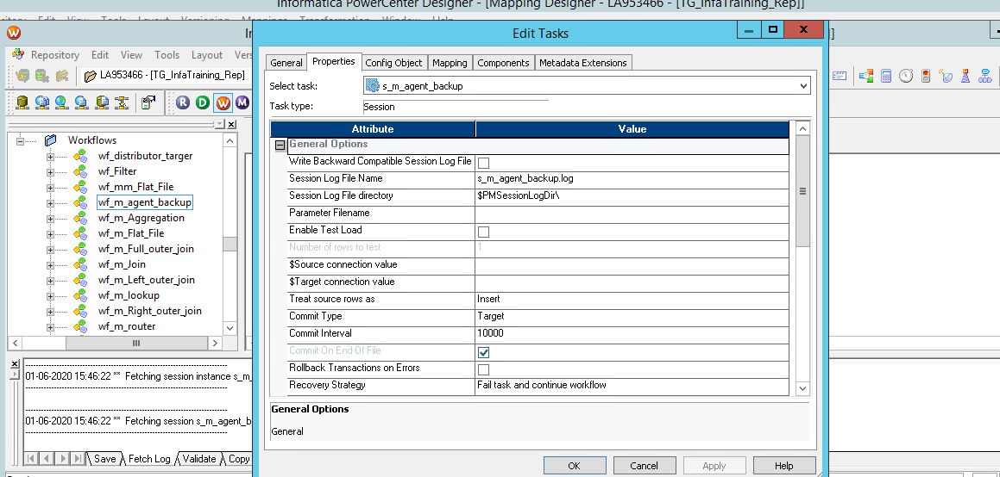 Informatica PowerCenter Designer - [Mapping Designer - LA953466 - [TG_InfaTraining_Rep]]
Edit Tasks
Repository Edit View Tools Layout
LA953466 - [TG_InfaTraining_Rep]
R D W M
General Properties Config Object Mapping Components Metadata Extensions
Select task: s_m_agent_backup
Task type: Session
Attribute Value
General Options
Write Backward Compatible Session Log File
Session Log File Name s_m_agent_backup.log
Session Log File directory $PMSessionLogDir\
Parameter Filename
Enable Test Load
Number of rows to test 1
$Source connection value
$Target connection value
Treat source rows as Insert
Commit Type Target
Commit Interval 10000
Commit On End Of File
Rollback Transactions on Errors
Recovery Strategy Fail task and continue workflow
General Options
General
OK Cancel Apply Help
Workflows
wf_distributor_targer
wf_Filter
wf_mm_Flat_File
wf_m_agent_backup
wf_m_Aggregation
wf_m_Flat_File
wf_m_Full_outer_join
wf_m_Join
wf_m_Left_outer_join
wf_m_lookup
wf_m_Right_outer_join
wf_m_router
01-06-2020 15:46:22 ** Fetching session instance s_m_
01-06-2020 15:46:22 ** Fetching session s_m_agent_b
Save Fetch Log Validate Copy